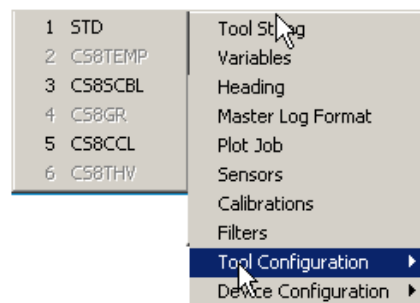 1 STD
2 CS8TEMP
3 CS8SCBL
4 CS8GR
5 CS8CCL
6 CS8THV
Tool String
Variables
Heading
Master Log Format
Plot Job
Sensors
Calibrations
Filters
Tool Configuration
Device Configuration